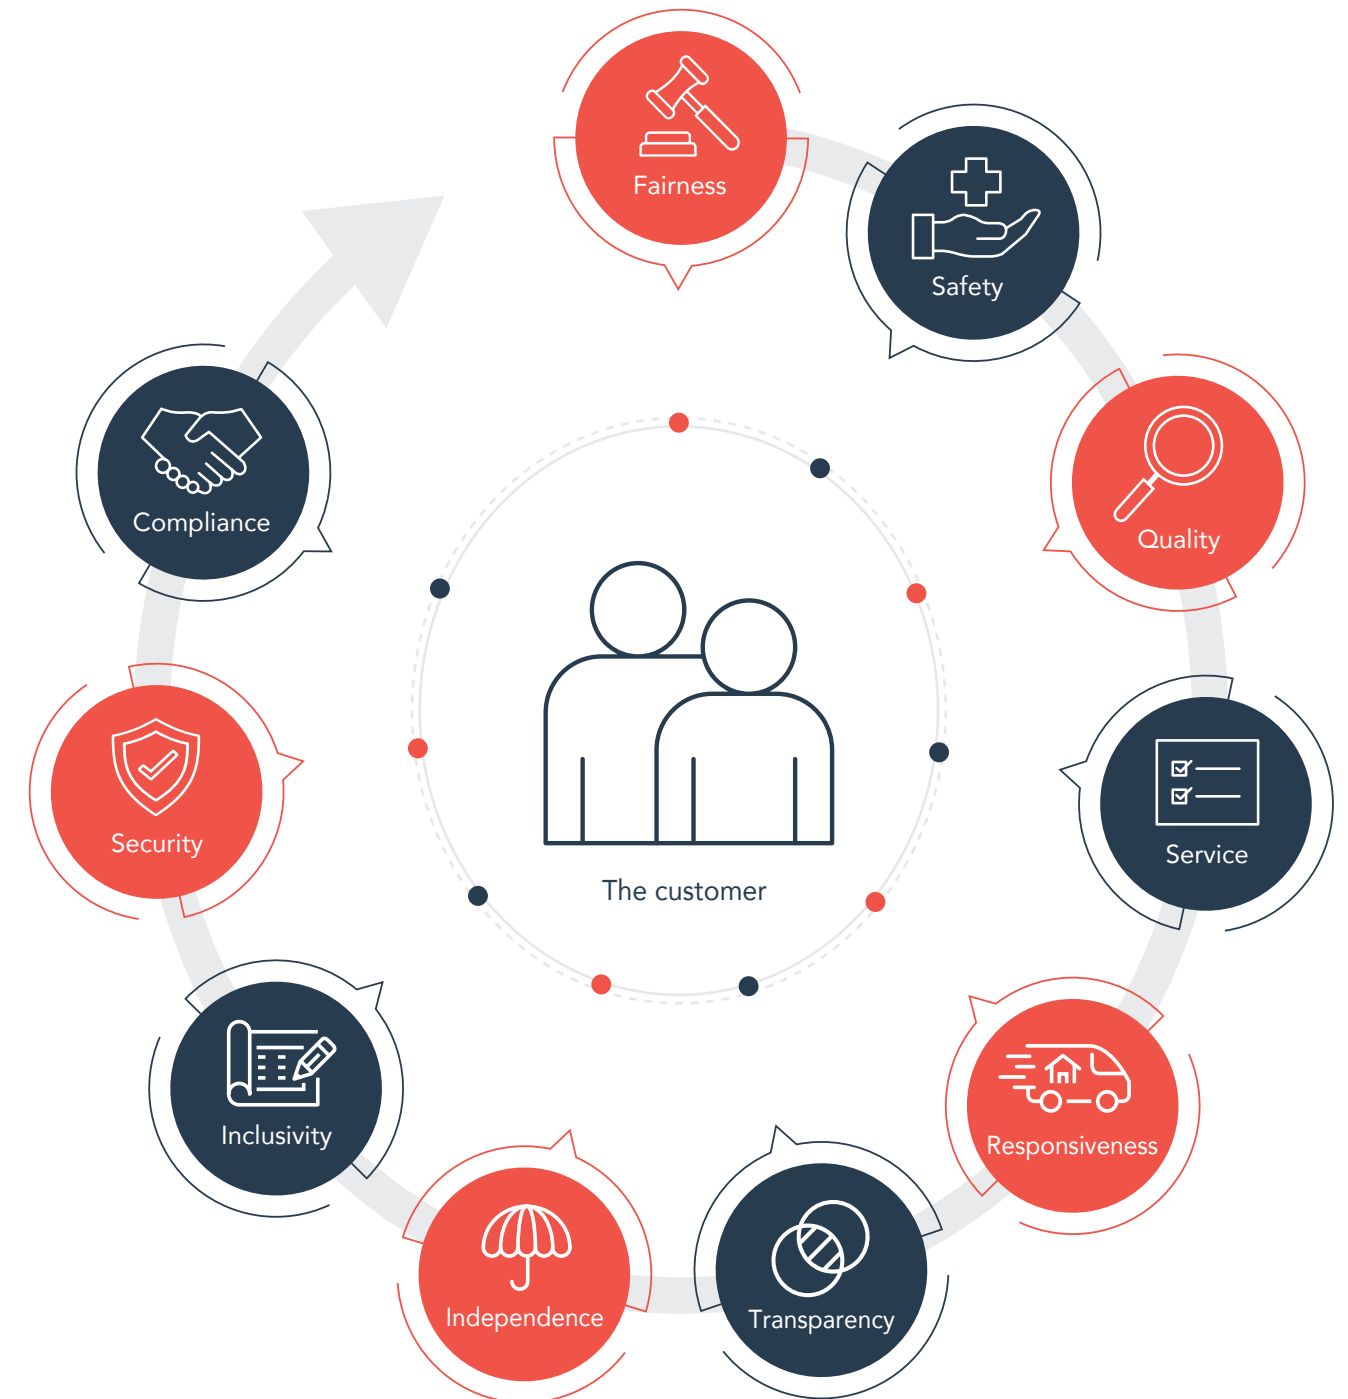 Fairness
Safety
Quality
Service
Responsiveness
Transparency
Independence
Inclusivity
Security
Compliance
The customer